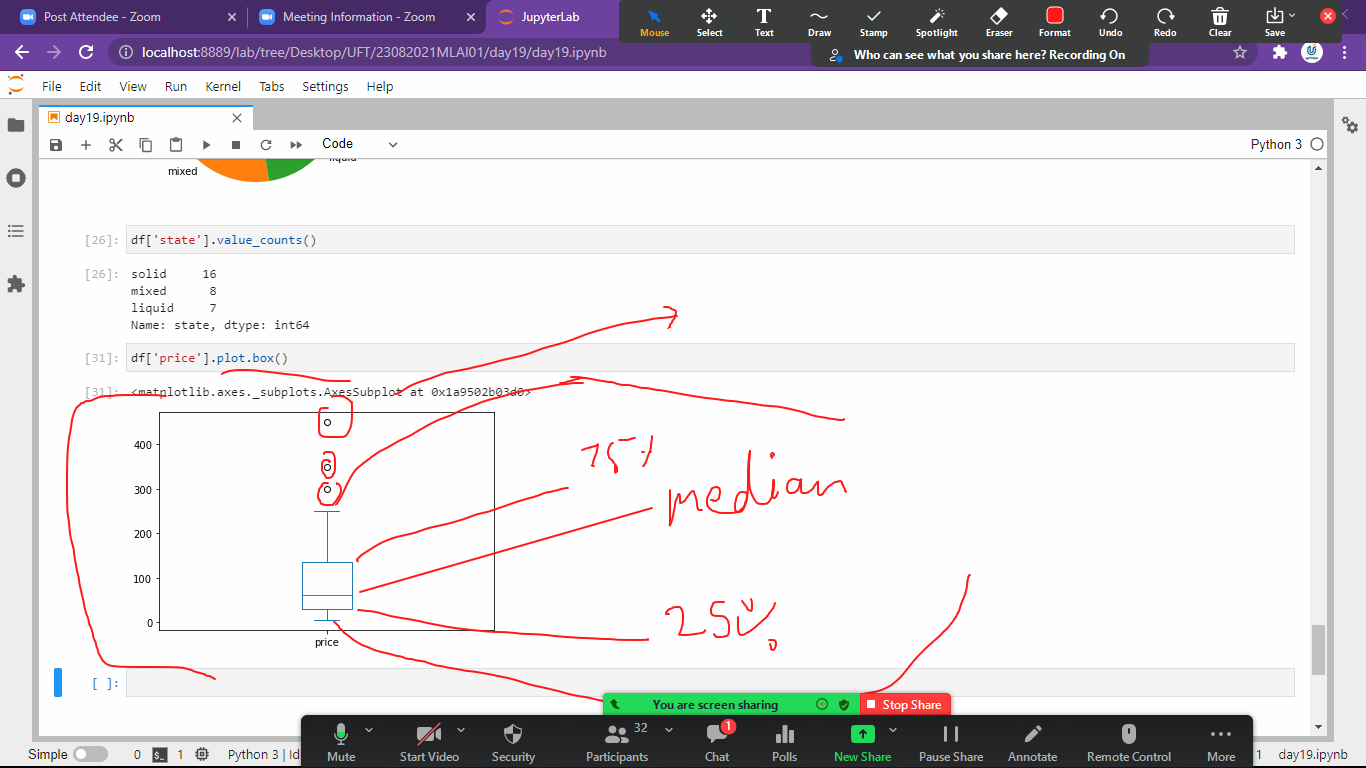 Post Attendee - Zoom
Meeting Information - Zoom
JupyterLab
Mouse
Select
Text
Draw
Stamp
Spotlight
Eraser
Format
Undo
Redo
Clear
Save
localhost:8889/lab/tree/Desktop/UFT/23082021MLAI01/day19/day19.ipynb
Who can see what you share here? Recording On
File Edit View Run Kernel Tabs Settings Help
day19.ipynb
Code
Python 3
mixed
liquid
[26]: df['state'].value_counts()
[26]: solid 16
mixed 8
liquid 7
Name: state, dtype: int64
[31]: df['price'].plot.box()
[31]: <matplotlib.axes._subplots.AxesSubplot at 0x1a9502b03d0>
400
300
200
100
0
price
75%
median
25%
[ ]:
You are screen sharing
Stop Share
Mute
Start Video
Security
32
Participants
1
Chat
Polls
New Share
Pause Share
Annotate
Remote Control
More
Simple
0
$_
1
Python 3 | Id
1
day19.ipynb